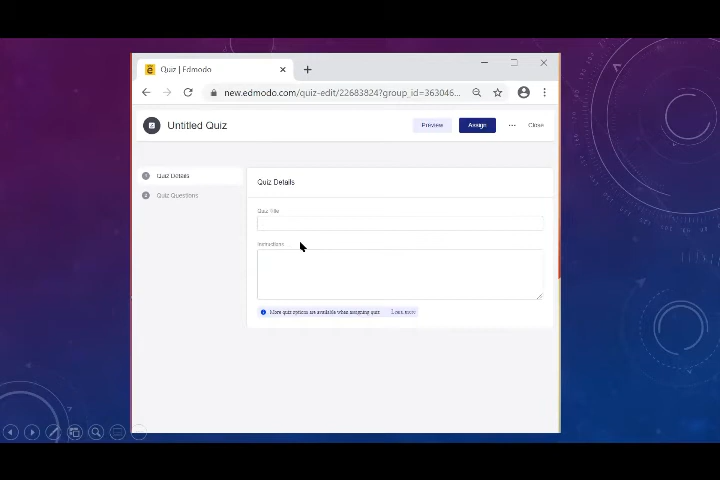 Quiz | Edmodo
new.edmodo.com/quiz-edit/22683824?group_id=363046...
Untitled Quiz
Preview
Assign
Close
Quiz Details
Quiz Questions
Quiz Details
Quiz Title
Instructions
More quiz options are available when assigning quiz
Learn more